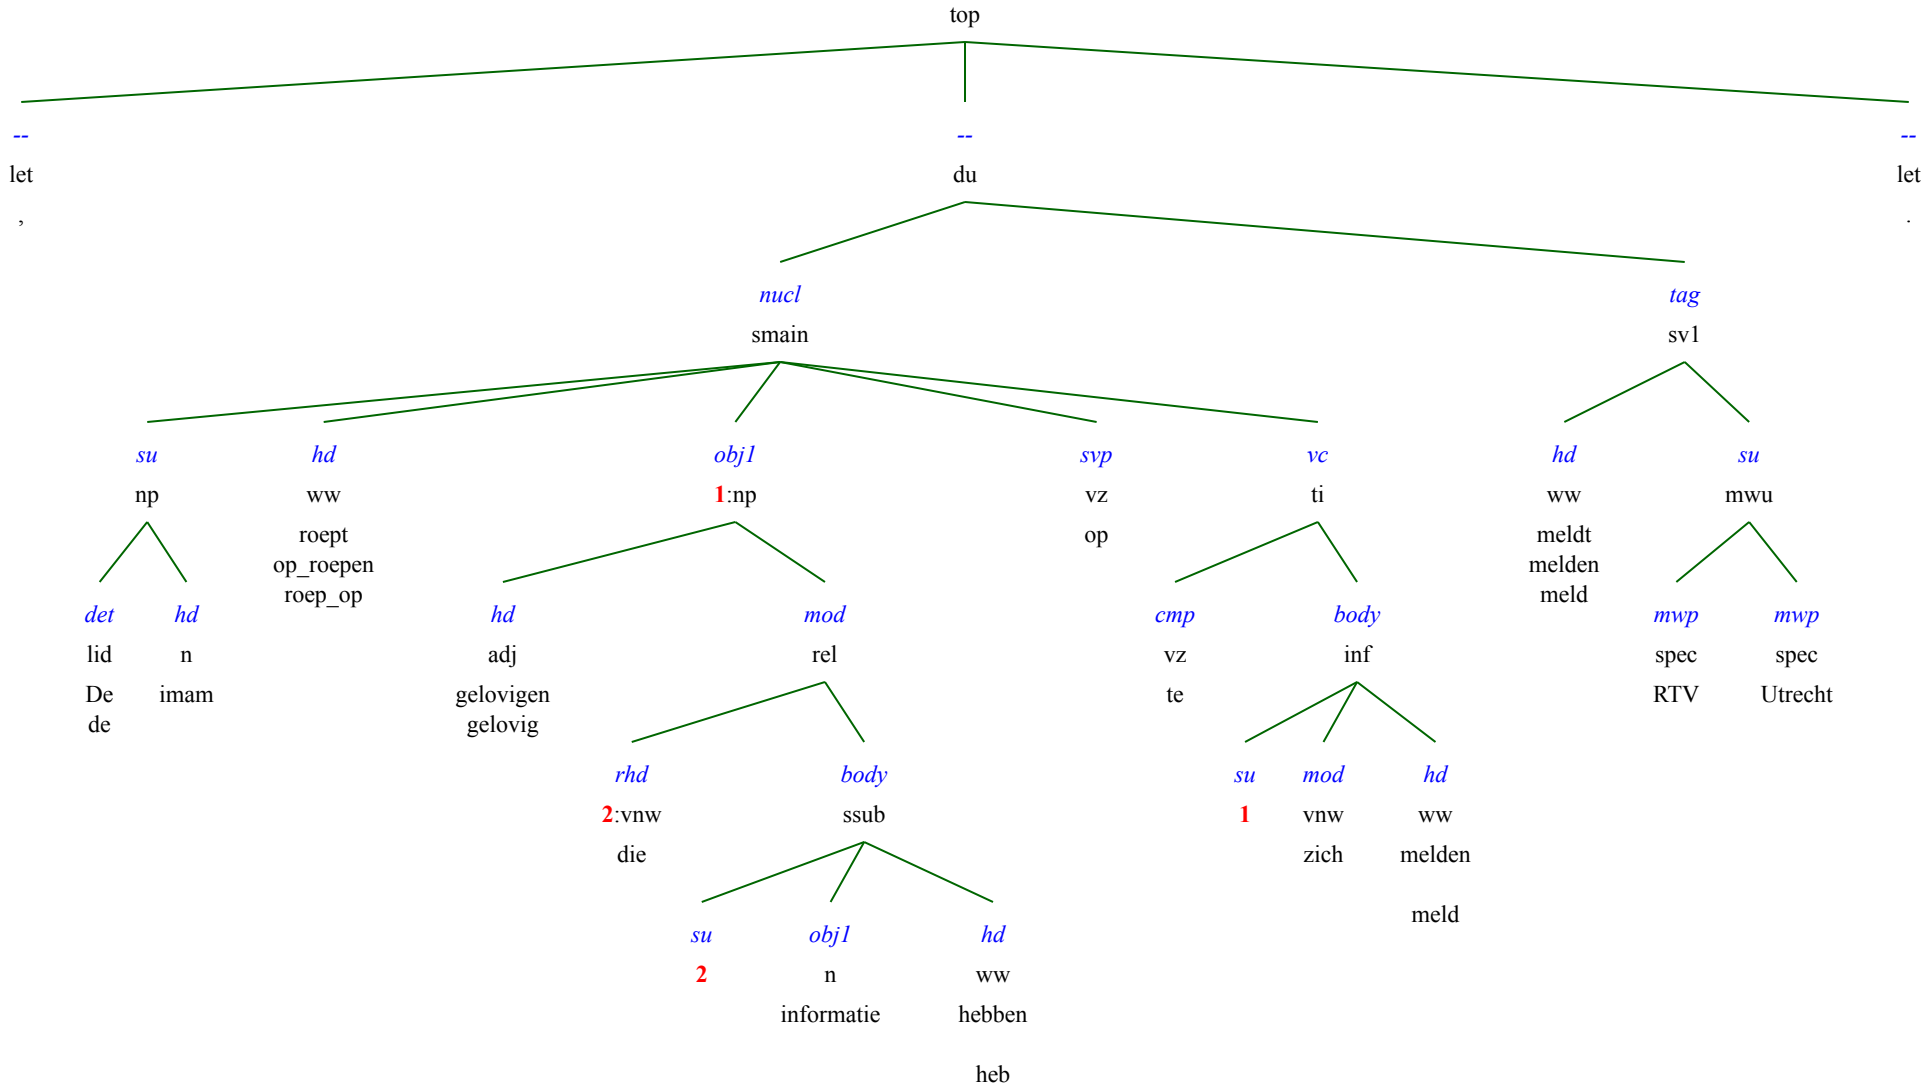 top
-- -- --
let du let
, .
nucl tag
smain sv1
su hd obj1 svp vc hd su
np ww 1:np vz ti ww mwu
roept op meldt
op_roepen melden
roep_op meld
det hd hd mod cmp body mwp mwp
lid n adj rel vz inf spec spec
De imam gelovigen te RTV Utrecht
de gelovig
rhd body su mod hd
2:vnw ssub 1 vnw ww
die zich melden
meld
su obj1 hd
2 n ww
informatie hebben
heb